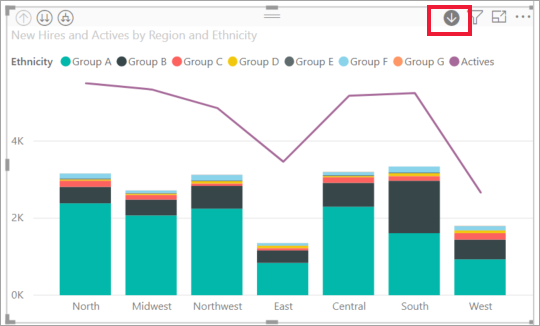 New Hires and Actives by Region and Ethnicity
Ethnicity Group A Group B Group C Group D Group E Group F Group G Actives
4K
2K
0K
North Midwest Northwest East Central South West